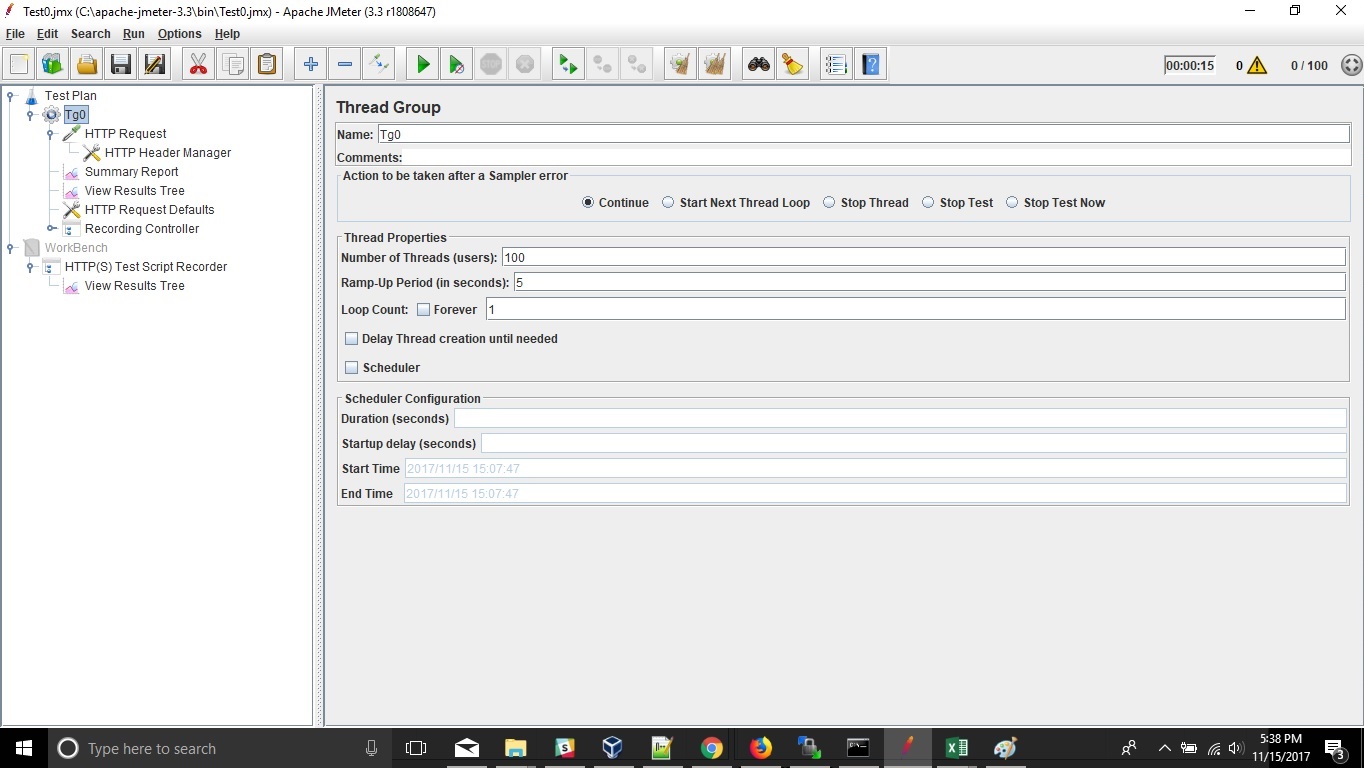 Test0.jmx (C:\apache-jmeter-3.3\bin\Test0.jmx) - Apache JMeter (3.3 r1808647)
File Edit Search Run Options Help
00:00:15 0 0 / 100
Test Plan
Tg0
HTTP Request
HTTP Header Manager
Summary Report
View Results Tree
HTTP Request Defaults
Recording Controller
WorkBench
HTTP(S) Test Script Recorder
View Results Tree
Thread Group
Name: Tg0
Comments:
Action to be taken after a Sampler error
Continue Start Next Thread Loop Stop Thread Stop Test Stop Test Now
Thread Properties
Number of Threads (users): 100
Ramp-Up Period (in seconds): 5
Loop Count: Forever 1
Delay Thread creation until needed
Scheduler
Scheduler Configuration
Duration (seconds)
Startup delay (seconds)
Start Time 2017/11/15 15:07:47
End Time 2017/11/15 15:07:47
Type here to search
5:38 PM
11/15/2017
3